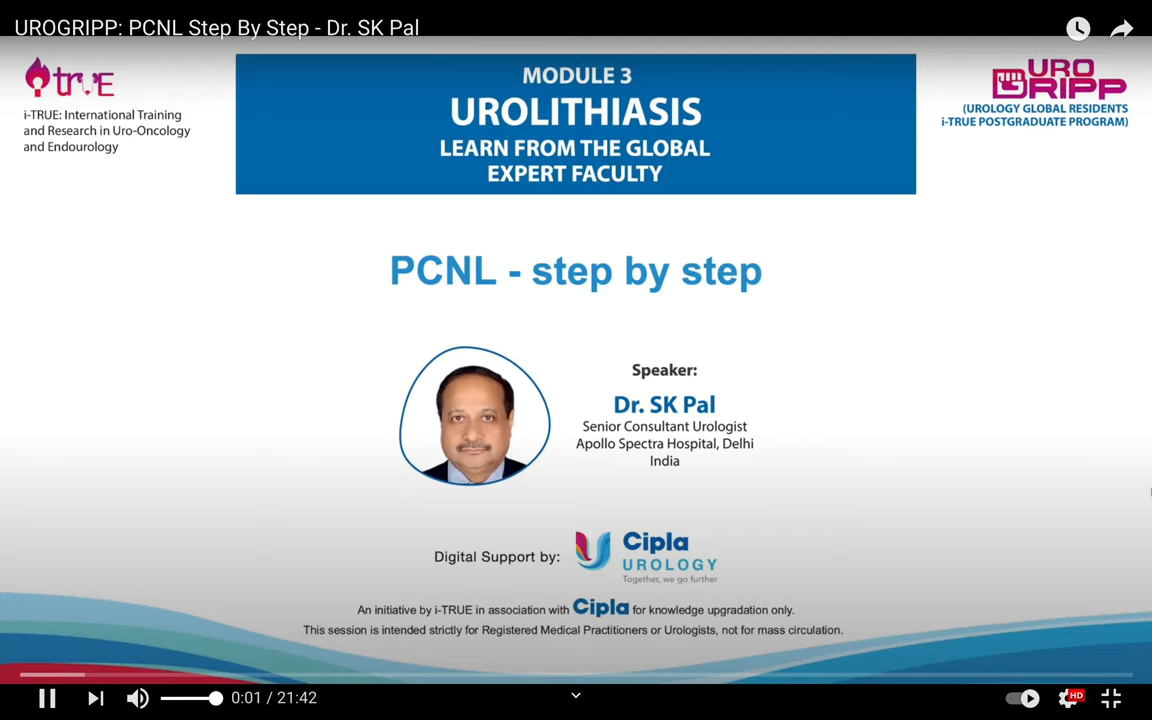 UROGRIPP: PCNL Step By Step - Dr. SK Pal
i-TRUE
i-TRUE: International Training
and Research in Uro-Oncology
and Endourology
MODULE 3
UROLITHIASIS
LEARN FROM THE GLOBAL
EXPERT FACULTY
URO
GRIPP
(UROLOGY GLOBAL RESIDENTS
i-TRUE POSTGRADUATE PROGRAM)
PCNL - step by step
Speaker:
Dr. SK Pal
Senior Consultant Urologist
Apollo Spectra Hospital, Delhi
India
Digital Support by:
Cipla
UROLOGY
Together, we go further
An initiative by i-TRUE in association with Cipla for knowledge upgradation only.
This session is intended strictly for Registered Medical Practitioners or Urologists, not for mass circulation.
0:01 / 21:42
HD